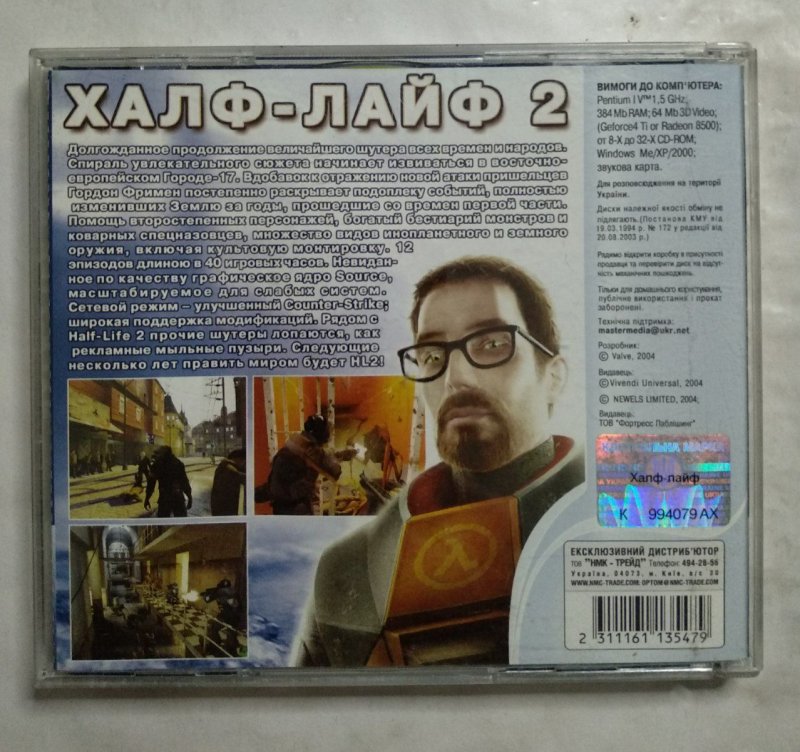 ХАЛФ-ЛАЙФ 2
Долгожданное продолжение величайшего шутера всех времен и народов.
Спираль увлекательного сюжета начинает извиваться в восточно-
европейском Городе-17. Вдобавок к отражению новой атаки пришельцев
Гордон Фримен постепенно раскрывает подоплеку событий, полностью
изменивших Землю за годы, прошедшие со времен первой части.
Помощь второстепенных персонажей, богатый бестиарий монстров и
коварных спецназовцев, множество видов инопланетного и земного
оружия, включая культовую монтировку. 12
эпизодов длиною в 40 игровых часов. Невидан-
ное по качеству графическое ядро Source,
масштабируемое для слабых систем.
Сетевой режим – улучшенный Counter-Strike;
широкая поддержка модификаций. Рядом с
Half-Life 2 прочие шутеры лопаются, как
рекламные мыльные пузыри. Следующие
несколько лет править миром будет HL2!
ВИМОГИ ДО КОМП'ЮТЕРА:
Pentium IV™1,5 GHz;
384 Mb RAM; 64 Mb 3D Video;
(Geforce4 Ti or Radeon 8500);
от 8-X до 32-X CD-ROM;
Windows Me/XP/2000;
звукова карта.
Для розповсюдження на території
України.
Диски належної якості обміну не
підлягають.(Постанова КМУ від
19.03.1994 р. № 172 у редакції від
20.08.2003 р.)
Радимо відкрити коробку в присутності
продавця та перевірити диск на відсут-
ність механічних пошкоджень.
Тільки для домашнього користування,
публічне використання і прокат
заборонені.
Технічна підтримка:
mastermedia@ukr.net
Розробник:
© Valve, 2004
Видавець:
©Vivendi Universal, 2004
© NEWELS LIMITED, 2004;
Видавець:
ТОВ "Фортресс Паблішинг"
Халф лайф
К 994079 АХ
ЕКСКЛЮЗИВНИЙ ДИСТРИБ'ЮТОР
ТОВ "НМК - ТРЕЙД" Телефон: 494-28-56
Україна, 04073, м. Київ, а/с 30
WWW.NMC-TRADE.COM; OPTOM@NMC-TRADE.COM
2 311161 135479